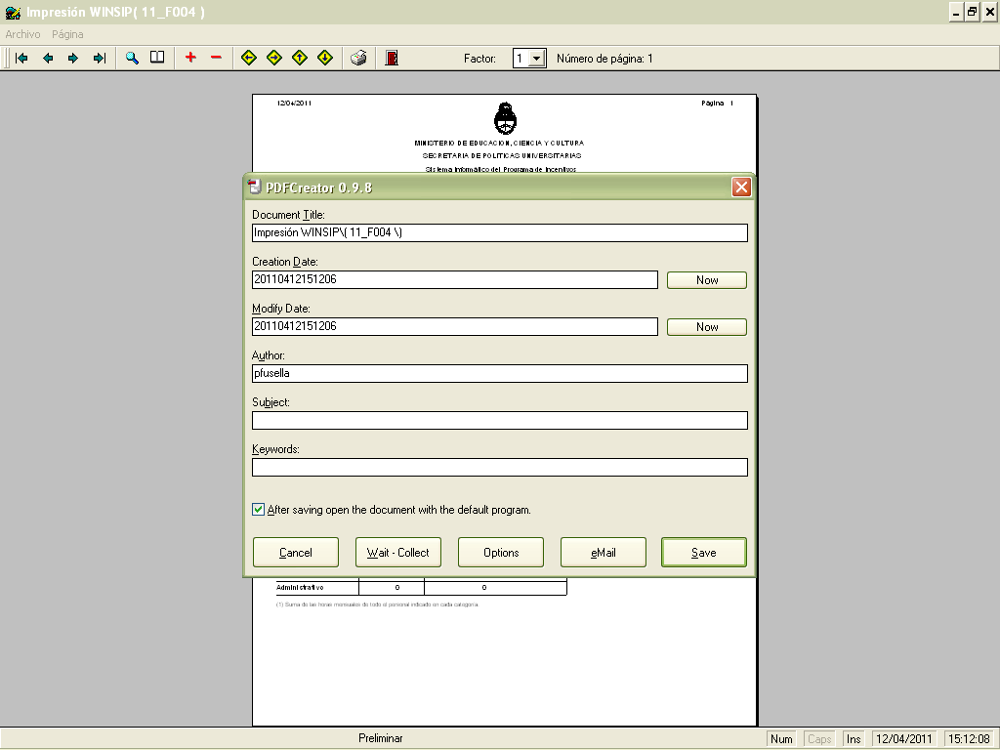 Impresión WINSIP( 11_F004 )
Archivo Página
Factor: 1 Número de página: 1
12/04/2011 Página 1
MINISTERIO DE EDUCACION, CIENCIA Y CULTURA
SECRETARIA DE POLITICAS UNIVERSITARIAS
Sistema Informático del Programa de Incentivos
PDFCreator 0.9.8
Document Title:
Impresión WINSIP\( 11_F004 \)
Creation Date:
20110412151206 Now
Modify Date:
20110412151206 Now
Author:
pfusella
Subject:
Keywords:
After saving open the document with the default program.
Cancel Wait - Collect Options eMail Save
Administrativo 0 0
(1) Suma de las horas mensuales de todo el personal indicado en cada categoría.
Preliminar Num Caps Ins 12/04/2011 15:12:08